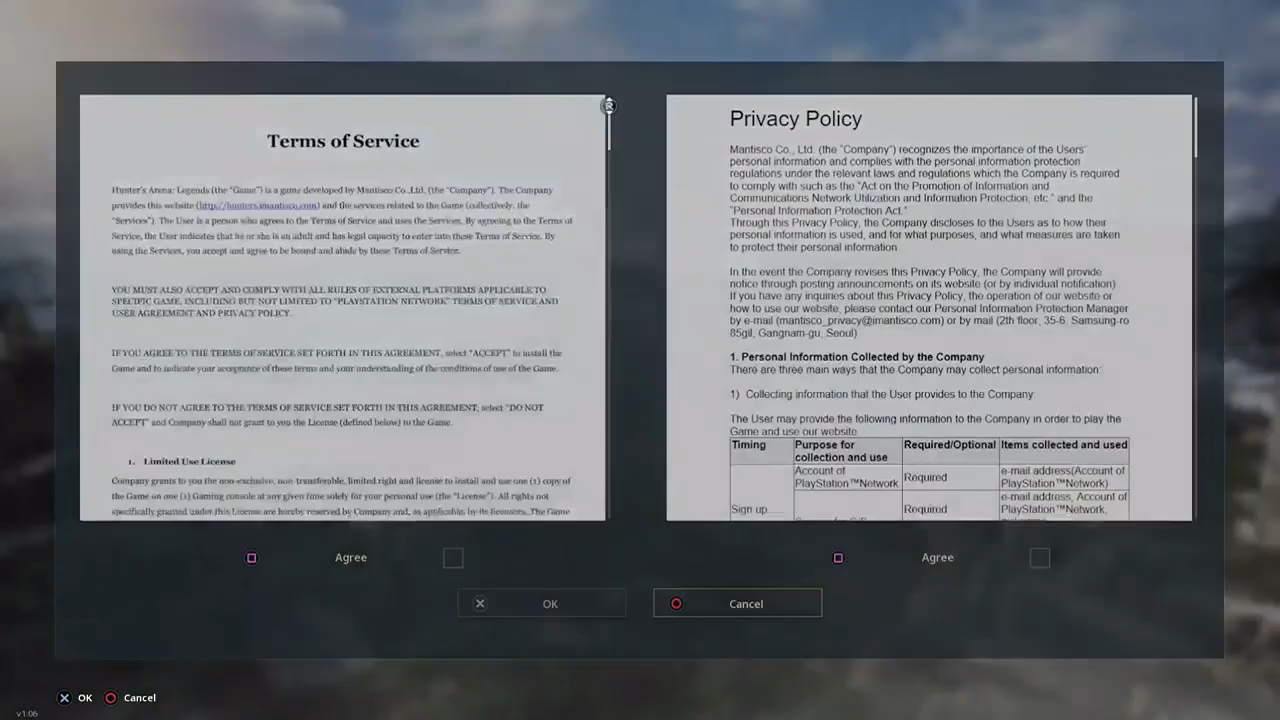 Terms of Service
Hunter's Arena: Legends (the "Game") is a game developed by Mantisco Co.,Ltd. (the "Company"). The Company
provides this website (http://hunters.imantisco.com) and the services related to the Game (collectively, the
"Services"). The User is a person who agrees to the Terms of Service and uses the Services. By agreeing to the Terms of
Service, the User indicates that he or she is an adult and has legal capacity to enter into these Terms of Service. By
using the Services, you accept and agree to be bound and abide by these Terms of Service.
YOU MUST ALSO ACCEPT AND COMPLY WITH ALL RULES OF EXTERNAL PLATFORMS APPLICABLE TO
SPECIFIC GAME, INCLUDING BUT NOT LIMITED TO "PLAYSTATION NETWORK" TERMS OF SERVICE AND
USER AGREEMENT AND PRIVACY POLICY.
IF YOU AGREE TO THE TERMS OF SERVICE SET FORTH IN THIS AGREEMENT, select "ACCEPT" to install the
Game and to indicate your acceptance of these terms and your understanding of the conditions of use of the Game.
IF YOU DO NOT AGREE TO THE TERMS OF SERVICE SET FORTH IN THIS AGREEMENT, select "DO NOT
ACCEPT" and Company shall not grant to you the License (defined below) to the Game.
1. Limited Use License
Company grants to you the non-exclusive, non-transferable, limited right and license to install and use one (1) copy of
the Game on one (1) Gaming console at any given time solely for your personal use (the "License"). All rights not
specifically granted under this License are hereby reserved by Company and, as applicable, by its licensors. The Game
R
Agree
Privacy Policy
Mantisco Co., Ltd. (the "Company") recognizes the importance of the Users'
personal information and complies with the personal information protection
regulations under the relevant laws and regulations which the Company is required
to comply with such as the "Act on the Promotion of Information and
Communications Network Utilization and Information Protection, etc." and the
"Personal Information Protection Act."
Through this Privacy Policy, the Company discloses to the Users as to how their
personal information is used, and for what purposes, and what measures are taken
to protect their personal information.
In the event the Company revises this Privacy Policy, the Company will provide
notice through posting announcements on its website (or by individual notification).
If you have any inquiries about this Privacy Policy, the operation of our website or
how to use our website, please contact our Personal Information Protection Manager
by e-mail (mantisco_privacy@imantisco.com) or by mail (2th floor, 35-6, Samsung-ro
85gil, Gangnam-gu, Seoul)
1. Personal Information Collected by the Company
There are three main ways that the Company may collect personal information:
1) Collecting information that the User provides to the Company
The User may provide the following information to the Company in order to play the
Game and use our website.
Timing Purpose for collection and use Required/Optional Items collected and used
Account of PlayStation™Network Required e-mail address(Account of PlayStation™Network)
Sign up Required e-mail address, Account of PlayStation™Network,
Agree
OK
Cancel
OK Cancel
v1.06